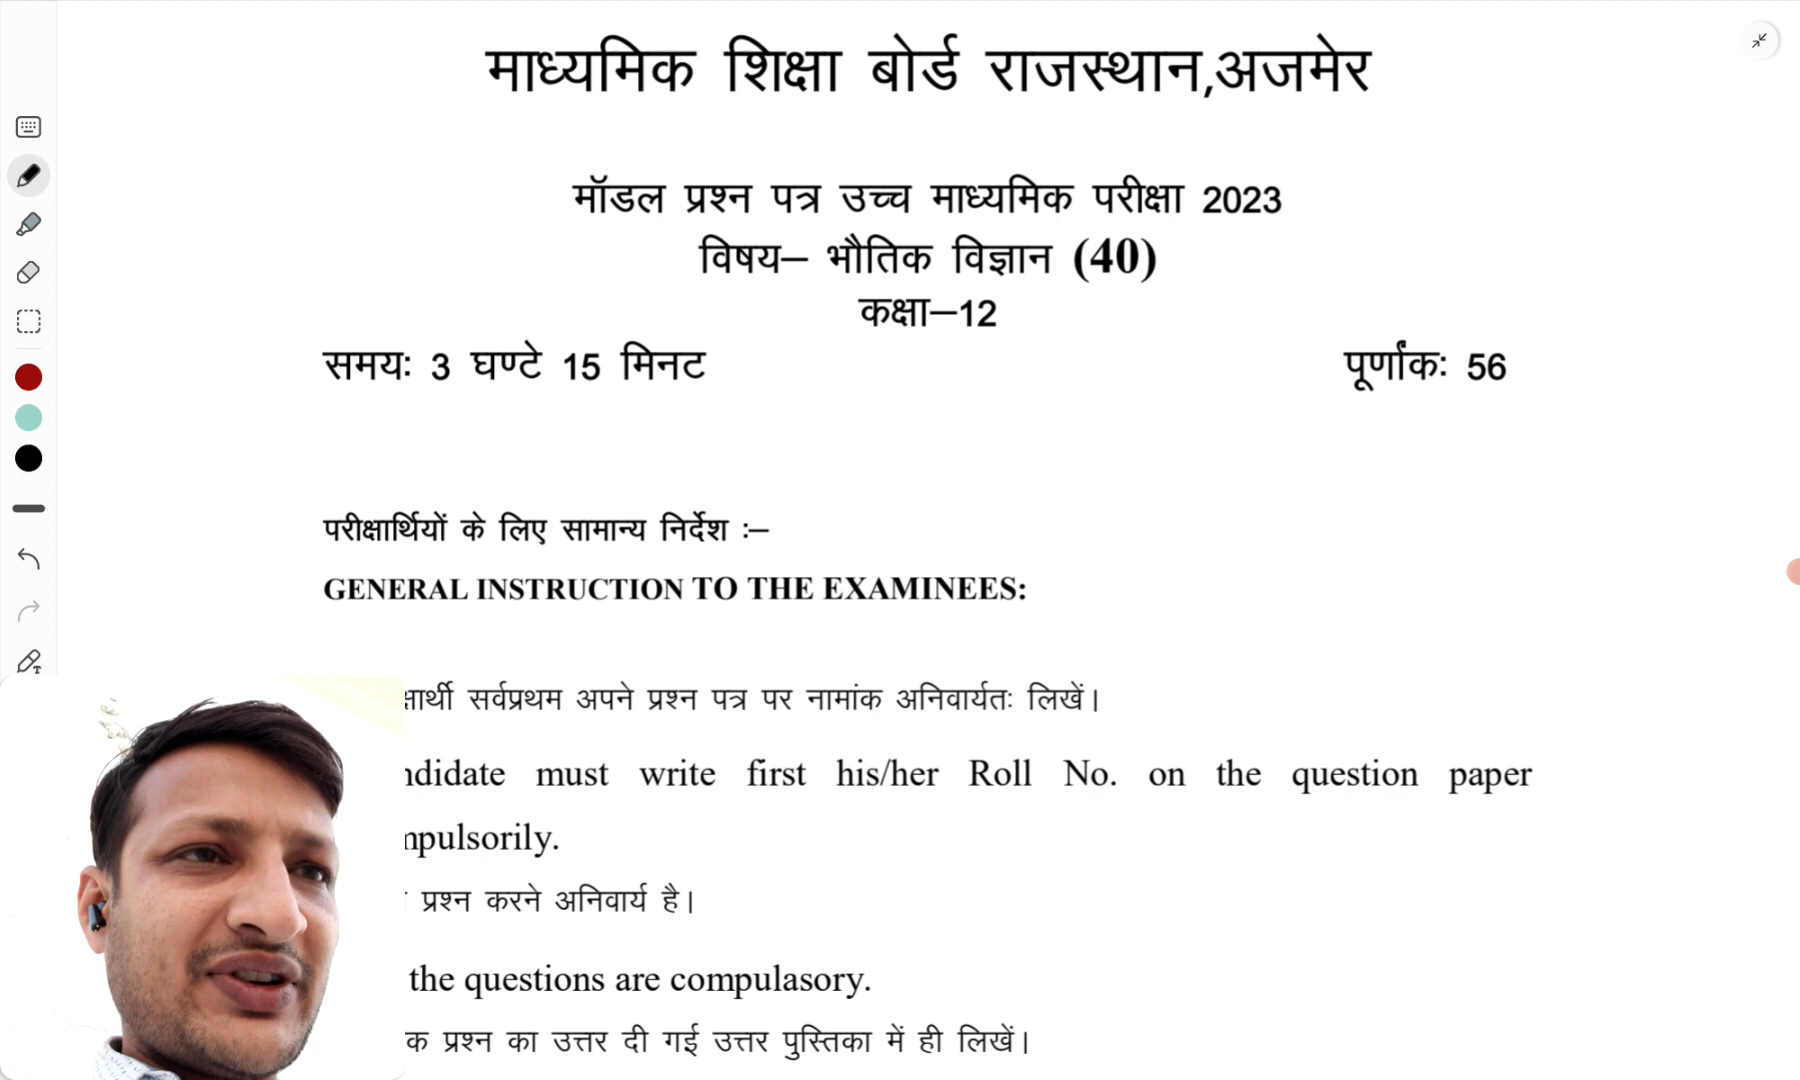 माध्यमिक शिक्षा बोर्ड राजस्थान,अजमेर
मॉडल प्रश्न पत्र उच्च माध्यमिक परीक्षा 2023
विषय– भौतिक विज्ञान (40)
कक्षा–12
समयः 3 घण्टे 15 मिनट पूर्णांकः 56
परीक्षार्थियों के लिए सामान्य निर्देश :–
GENERAL INSTRUCTION TO THE EXAMINEES:
सर्वप्रथम अपने प्रश्न पत्र पर नामांक अनिवार्यतः लिखें।
must write first his/her Roll No. on the question paper
प्रश्न करने अनिवार्य है।
the questions are compulasory.
प्रश्न का उत्तर दी गई उत्तर पुस्तिका में ही लिखें।